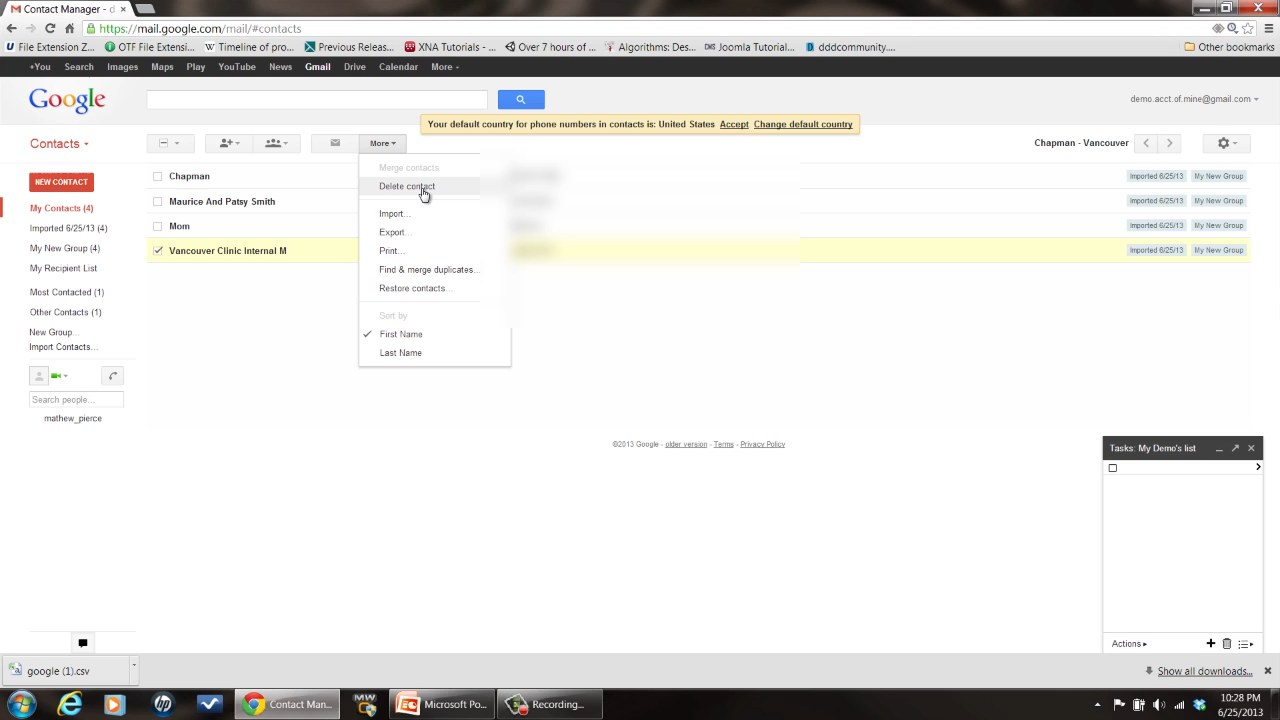 Contact Manager - d
https://mail.google.com/mail/#contacts
File Extension Z... OTF File Exten... Timeline of pro... Previous Releas... XNA Tutorials - ... Over 7 hours of ... Algorithms: Des... Joomla Tutorial... dddcommunity.... Other bookmarks
+You Search Images Maps Play YouTube News Gmail Drive Calendar More
Google
demo.acct.of.mine@gmail.com
Your default country for phone numbers in contacts is: United States Accept Change default country
Contacts
More
Chapman - Vancouver
NEW CONTACT
My Contacts (4)
Imported 6/25/13 (4)
My New Group (4)
My Recipient List
Most Contacted (1)
Other Contacts (1)
New Group...
Import Contacts...
Search people...
mathew_pierce
Chapman
Imported 6/25/13 My New Group
Maurice And Patsy Smith
Imported 6/25/13 My New Group
Mom
Imported 6/25/13 My New Group
Vancouver Clinic Internal M
Imported 6/25/13 My New Group
Merge contacts
Delete contact
Import...
Export...
Print...
Find & merge duplicates...
Restore contacts...
Sort by
First Name
Last Name
©2013 Google - older version - Terms - Privacy Policy
Tasks: My Demo's list
Actions
google (1).csv
Show all downloads...
Contact Man...
MW
Microsoft Po...
Recording...
10:28 PM
6/25/2013